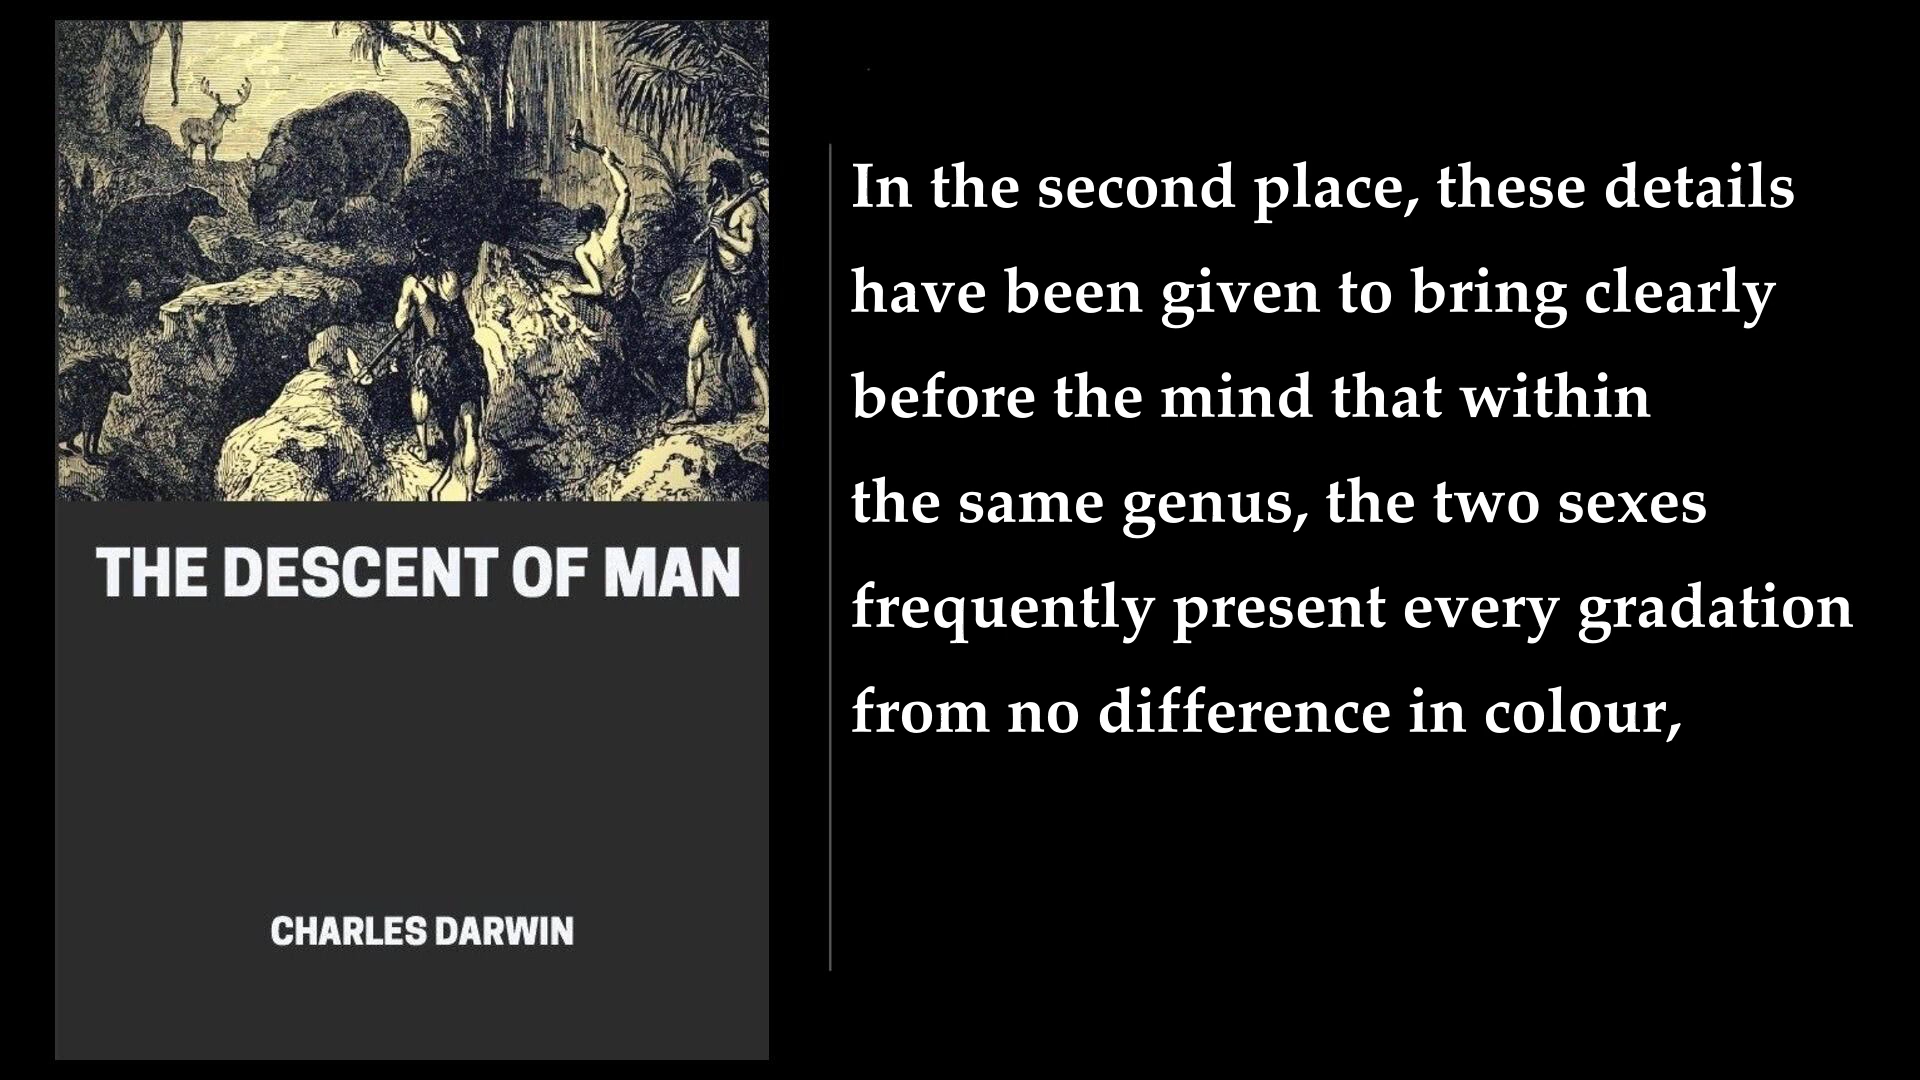 THE DESCENT OF MAN
CHARLES DARWIN
In the second place, these details
have been given to bring clearly
before the mind that within
the same genus, the two sexes
frequently present every gradation
from no difference in colour,